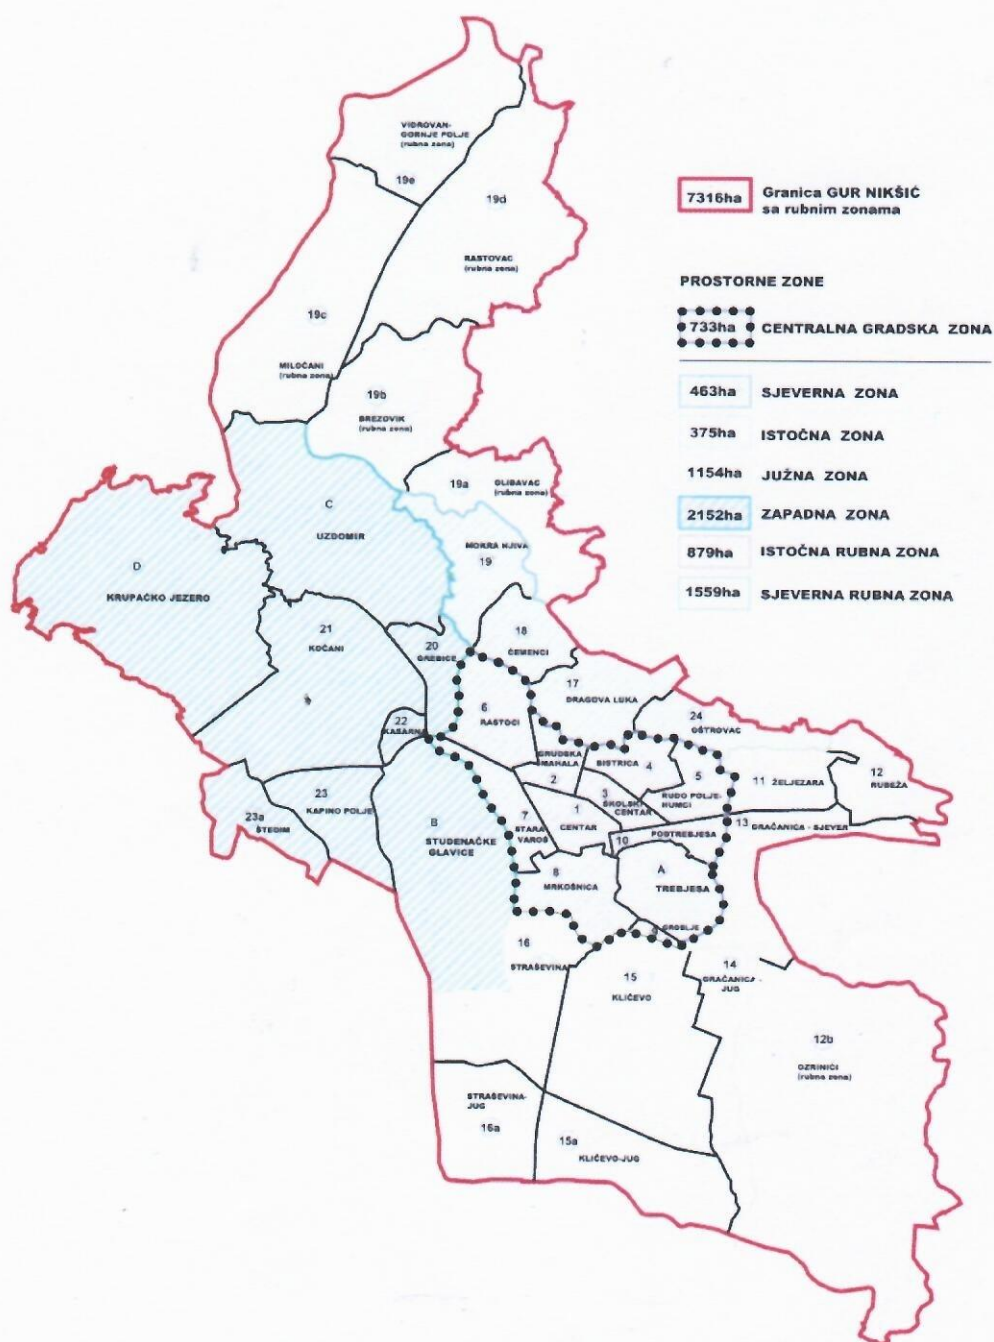 VIDROVAN-
GORNJE POLJE
(rubna zona)
19e
19d
RASTOVAC
(rubna zona)
19c
MILOČANI
(rubna zona)
19b
BREZOVIK
(rubna zona)
19a
GLIBAVAC
(rubna zona)
C
UZDOMIR
MOKRA NJIVA
19
D
KRUPAČKO JEZERO
21
KOČANI
20
GREBICE
18
ČEMENCI
17
DRAGOVA LUKA
22
KASARNA
6
RASTOCI
24
OŠTROVAC
GRUDSKA
MAHALA
2
BISTRICA
4
3
ŠKOLSKI
CENTAR
5
RUDO POLJE-
HUMCI
11 ŽELJEZARA
12
RUBEŽA
23a
ŠTEDIM
23
KAPINO POLJE
B
STUDENAČKE
GLAVICE
7
STARA
VAROŠ
1
CENTAR
10
POSTREBJESA
13
GRAČANICA - SJEVER
8
MRKOŠNICA
A
TREBJESA
9
GROBLJE
16
STRAŠEVINA
15
KLIČEVO
14
GRAČANICA -
JUG
12b
OZRINIĆI
(rubna zona)
STRAŠEVINA-
JUG
16a
15a
KLIČEVO-JUG
7316ha Granica GUR NIKŠIĆ
sa rubnim zonama
PROSTORNE ZONE
733ha CENTRALNA GRADSKA ZONA
463ha SJEVERNA ZONA
375ha ISTOČNA ZONA
1154ha JUŽNA ZONA
2152ha ZAPADNA ZONA
879ha ISTOČNA RUBNA ZONA
1559ha SJEVERNA RUBNA ZONA